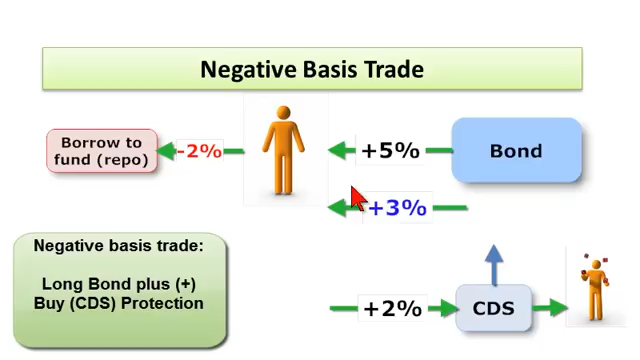 Negative Basis Trade
Borrow to
fund (repo)
-2%
+5%
Bond
+3%
Negative basis trade:
Long Bond plus (+)
Buy (CDS) Protection
+2%
CDS